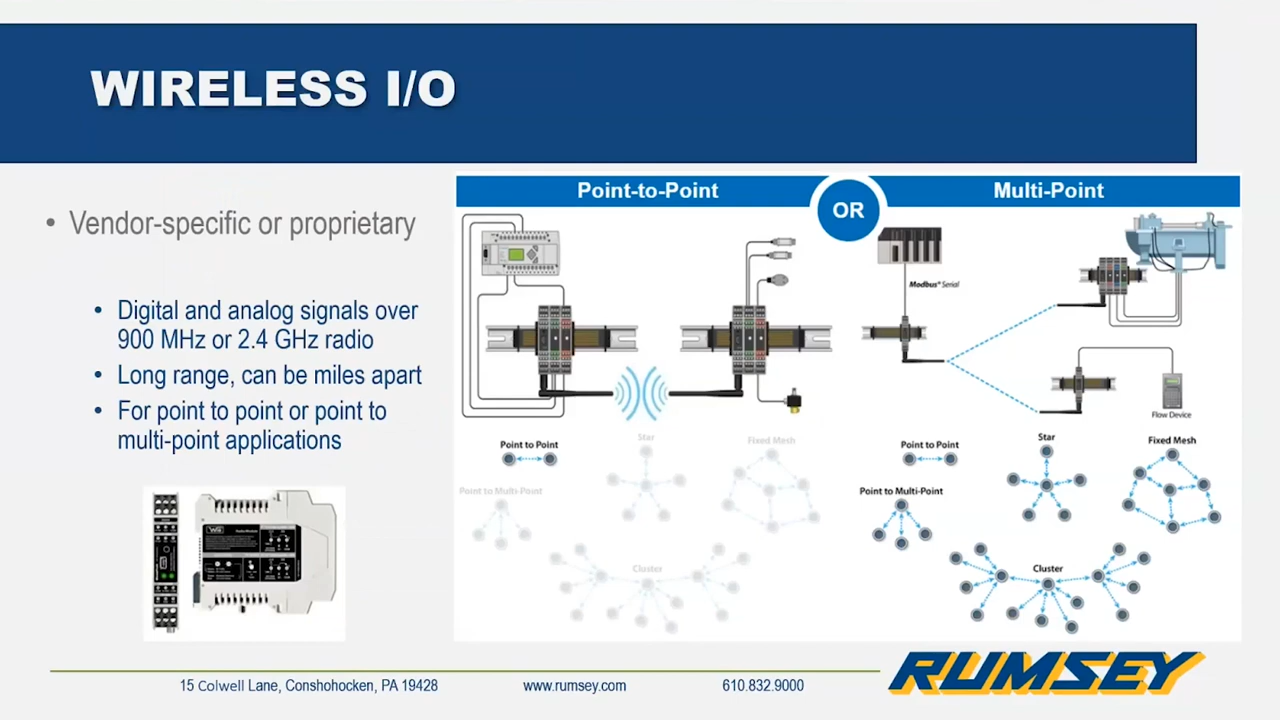 WIRELESS I/O
• Vendor-specific or proprietary
• Digital and analog signals over
900 MHz or 2.4 GHz radio
• Long range, can be miles apart
• For point to point or point to
multi-point applications
Point-to-Point
OR
Multi-Point
Modbus® Serial
Flow Device
Point to Point
Star
Fixed Mesh
Point to Multi-Point
Cluster
Point to Point
Star
Fixed Mesh
Point to Multi-Point
Cluster
15 Colwell Lane, Conshohocken, PA 19428
www.rumsey.com
610.832.9000
RUMSEY